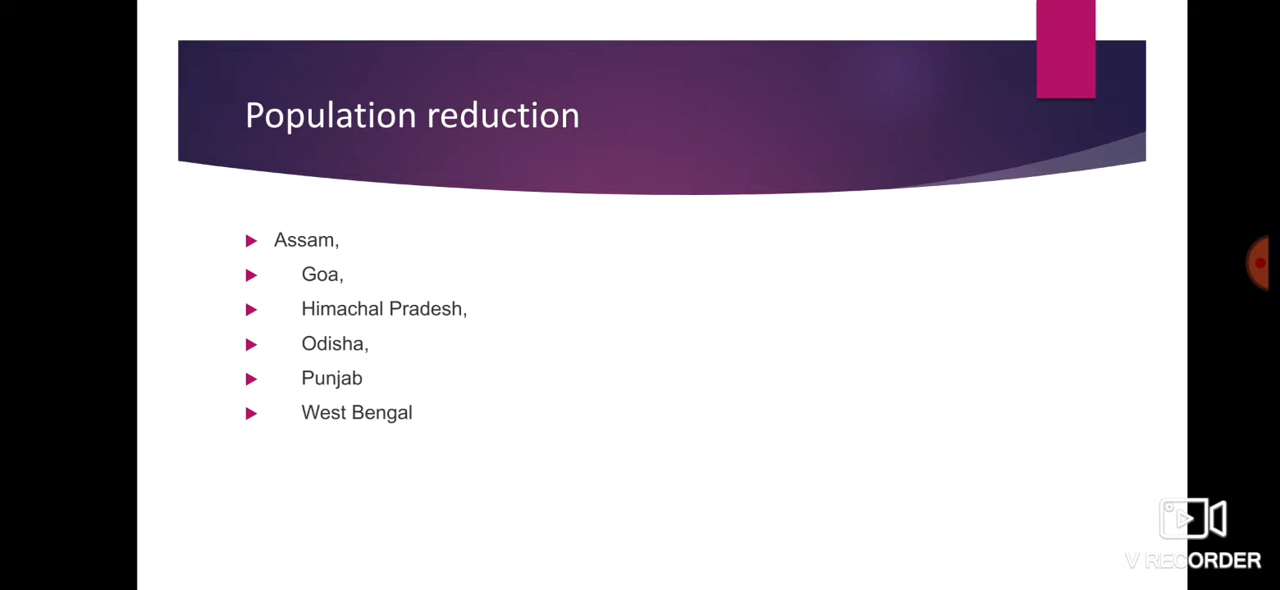 Population reduction
Assam,
Goa,
Himachal Pradesh,
Odisha,
Punjab
West Bengal
V RECORDER